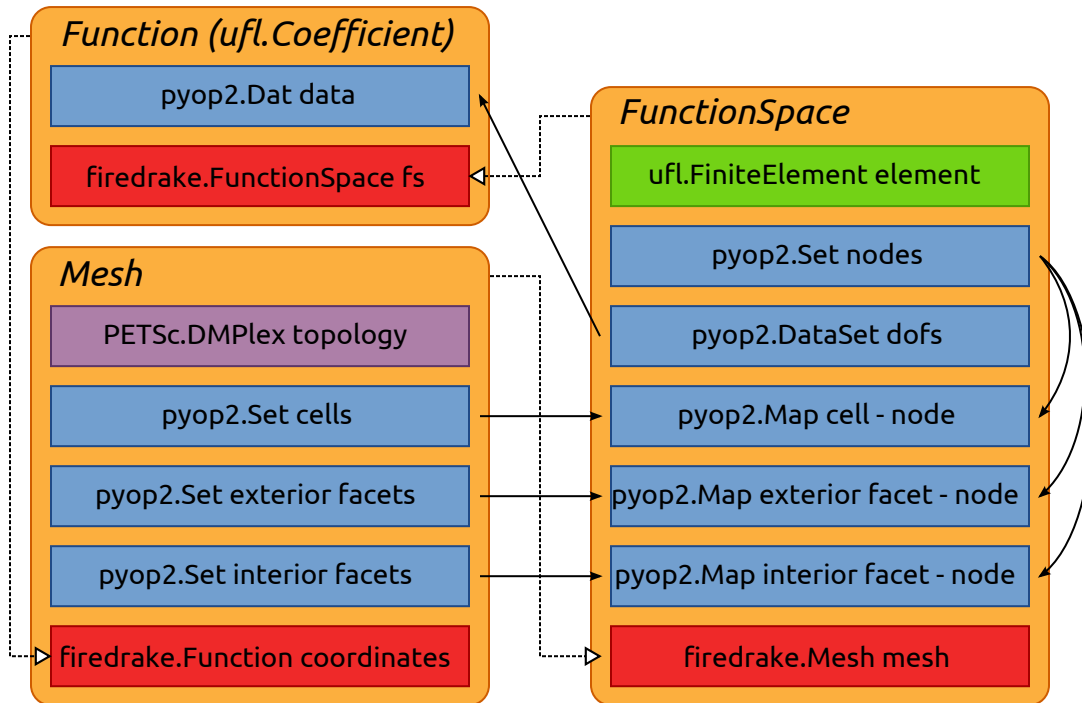 Function (ufl.Coefficient)
pyop2.Dat data
firedrake.FunctionSpace fs
Mesh
PETSc.DMPlex topology
pyop2.Set cells
pyop2.Set exterior facets
pyop2.Set interior facets
firedrake.Function coordinates
FunctionSpace
ufl.FiniteElement element
pyop2.Set nodes
pyop2.DataSet dofs
pyop2.Map cell - node
pyop2.Map exterior facet - node
pyop2.Map interior facet - node
firedrake.Mesh mesh